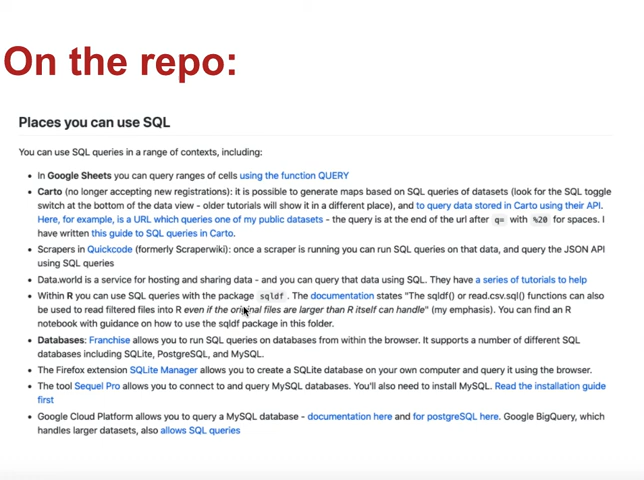 On the repo:
Places you can use SQL
You can use SQL queries in a range of contexts, including:
• In Google Sheets you can query ranges of cells using the function QUERY
• Carto (no longer accepting new registrations): it is possible to generate maps based on SQL queries of datasets (look for the SQL toggle
switch at the bottom of the data view - older tutorials will show it in a different place), and to query data stored in Carto using their API.
Here, for example, is a URL which queries one of my public datasets - the query is at the end of the url after q= with %20 for spaces. I
have written this guide to SQL queries in Carto.
• Scrapers in Quickcode (formerly Scraperwiki): once a scraper is running you can run SQL queries on that data, and query the JSON API
using SQL queries
• Data.world is a service for hosting and sharing data - and you can query that data using SQL. They have a series of tutorials to help
• Within R you can use SQL queries with the package sqldf. The documentation states "The sqldf() or read.csv.sql() functions can also
be used to read filtered files into R even if the original files are larger than R itself can handle" (my emphasis). You can find an R
notebook with guidance on how to use the sqldf package in this folder.
• Databases: Franchise allows you to run SQL queries on databases from within the browser. It supports a number of different SQL
databases including SQLite, PostgreSQL, and MySQL.
• The Firefox extension SQLite Manager allows you to create a SQLite database on your own computer and query it using the browser.
• The tool Sequel Pro allows you to connect to and query MySQL databases. You'll also need to install MySQL. Read the installation guide
first
• Google Cloud Platform allows you to query a MySQL database - documentation here and for postgreSQL here. Google BigQuery, which
handles larger datasets, also allows SQL queries